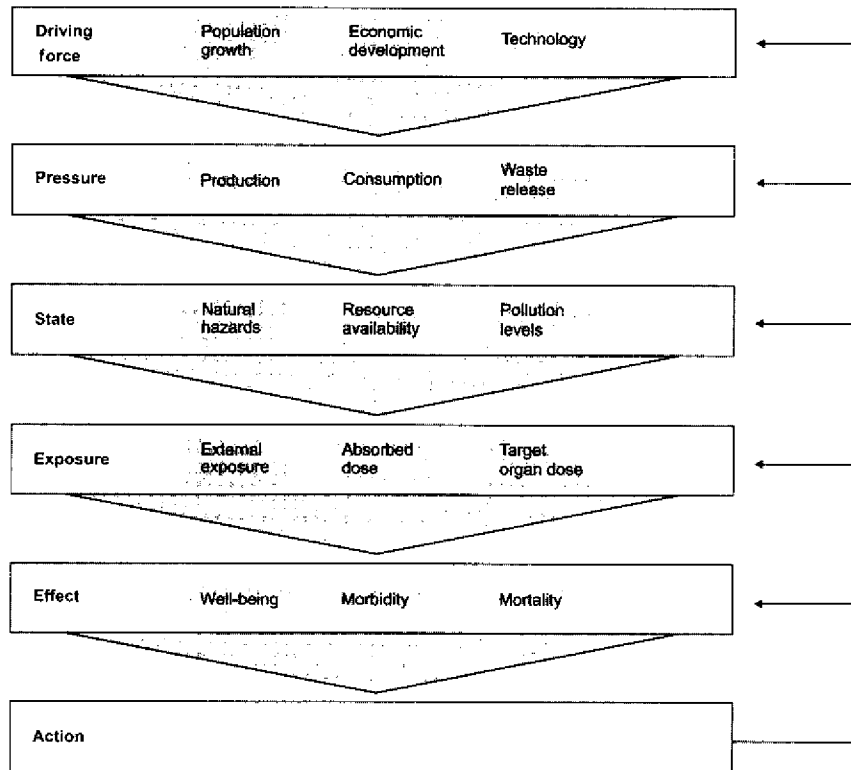 Driving
force
Population
growth
Economic
development
Technology
Pressure
Production
Consumption
Waste
release
State
Natural
hazards
Resource
availability
Pollution
levels
Exposure
External
exposure
Absorbed
dose
Target
organ dose
Effect
Well-being
Morbidity
Mortality
Action